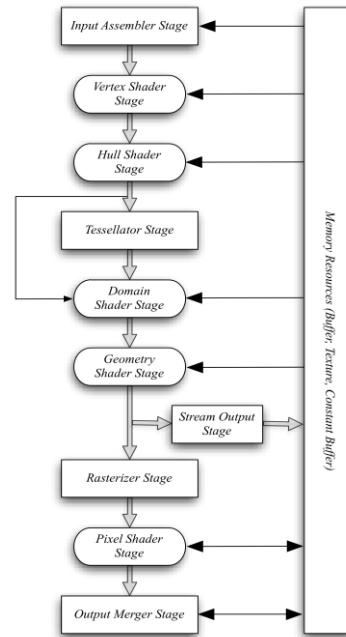 Input Assembler Stage
Vertex Shader
Stage
Hull Shader
Stage
Tessellator Stage
Domain
Shader Stage
Geometry
Shader Stage
Stream Output
Stage
Rasterizer Stage
Pixel Shader
Stage
Output Merger Stage
Memory Resources (Buffer, Texture, Constant Buffer)